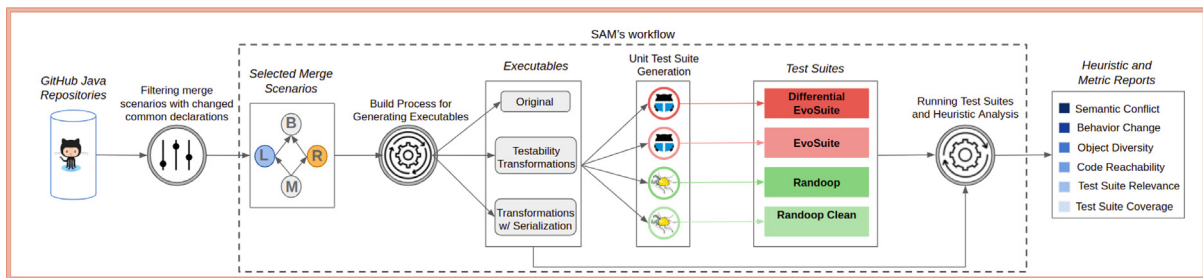 SAM's workflow
GitHub Java
Repositories
Filtering merge
scenarios with changed
common declarations
Selected Merge
Scenarios
B
L
R
M
Build Process for
Generating Executables
Executables
Original
Testability
Transformations
Transformations
w/ Serialization
Unit Test Suite
Generation
Test Suites
Differential
EvoSuite
EvoSuite
Randoop
Randoop Clean
Running Test Suites
and Heuristic Analysis
Heuristic and
Metric Reports
Semantic Conflict
Behavior Change
Object Diversity
Code Reachability
Test Suite Relevance
Test Suite Coverage